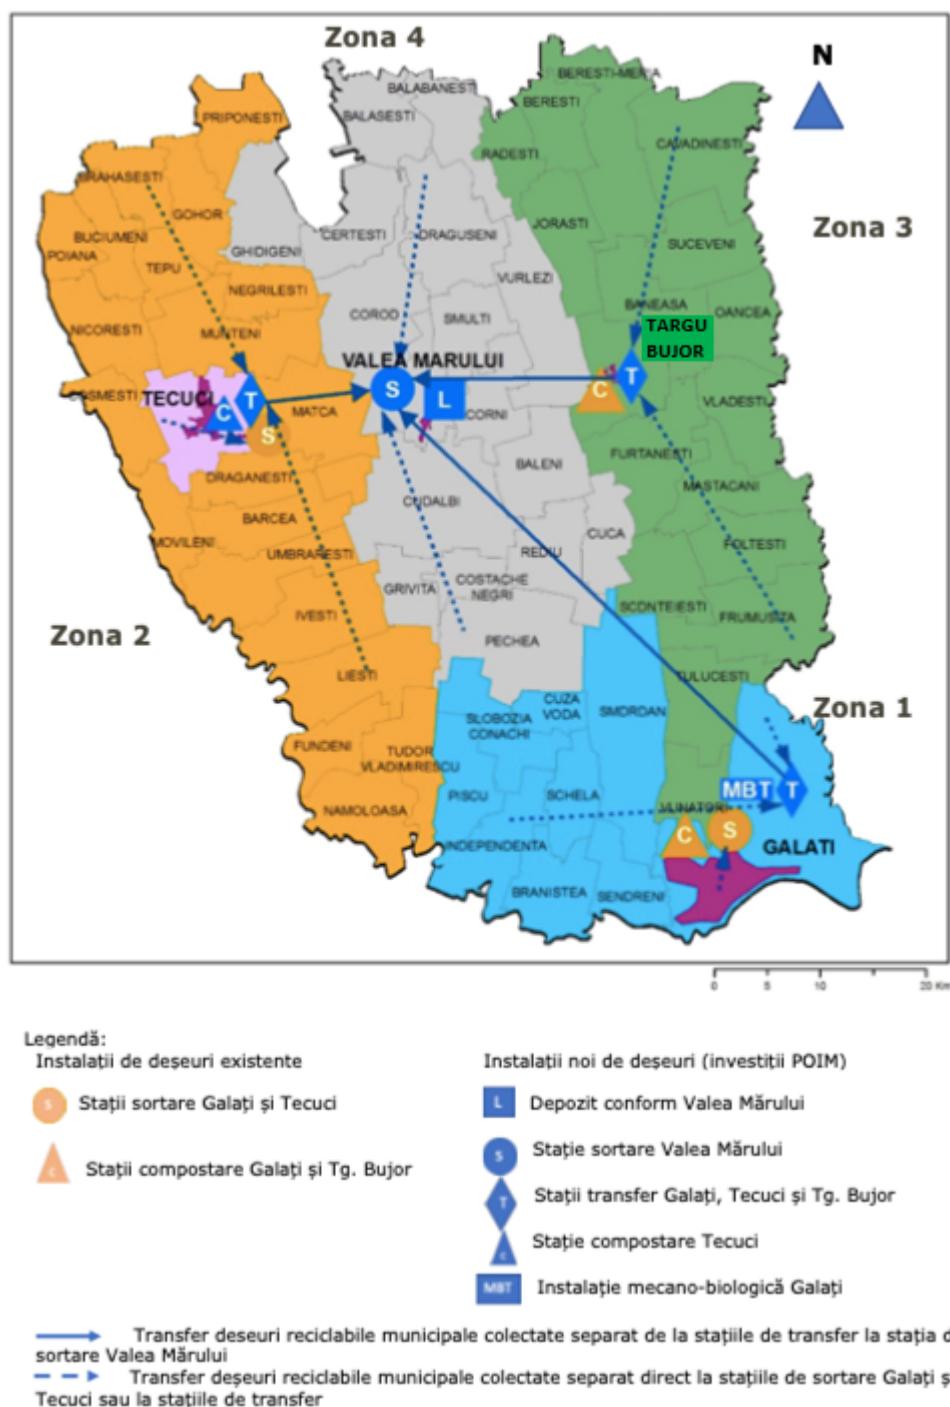 Zona 4
N
BERESTI-MERIA
BALABANESTI
BERESTI
PRIPONESTI
BALASESTI
CAVADINESTI
RADESTI
BRAHASESTI
GOHOR
JORASTI
Zona 3
BUCIUMENI
CERTESTI
DRAGUSENI
SUCEVENI
POIANA
GHIDIGENI
TEPU
VURLEZI
NEGRILESTI
BANEASA
OANCEA
COROD
SMULTI
NICORESTI
MUNTENI
TARGU
BUJOR
VALEA MARULUI
T
COSMESTI
TECUCI
C
T
S
L
C
VLADESTI
MATCA
CORNI
S
FURTANESTI
BALENI
DRAGANESTI
MASTACANI
CUDALBI
BARCEA
CUCA
MOVILENI
UMBRARESTI
REDIU
FOLTESTI
COSTACHE
NEGRI
GRIVITA
SCONTEIESTI
IVESTI
FRUMUSITA
Zona 2
PECHEA
LIESTI
TULUCESTI
CUZA
VODA
SLOBOZIA
CONACHI
SMORDAN
Zona 1
FUNDENI
TUDOR
VLADIMIRESCU
MBT
T
PISCU
SCHELA
NAMOLOASA
VLINATORI
S
C
INDEPENDENTA
GALATI
BRANISTEA
SENDRENI
0 5 10 20 Km
Legendă:
Instalații de deșeuri existente
Instalații noi de deșeuri (investiții POIM)
S
Stații sortare Galați și Tecuci
L
Depozit conform Valea Mărului
S
Stație sortare Valea Mărului
C
Stații compostare Galați și Tg. Bujor
T
Stații transfer Galați, Tecuci și Tg. Bujor
C
Stație compostare Tecuci
MBT
Instalație mecano-biologică Galați
Transfer deseuri reciclabile municipale colectate separat de la stațiile de transfer la stația d
sortare Valea Mărului
Transfer deșeuri reciclabile municipale colectate separat direct la stațiile de sortare Galați ș
Tecuci sau la stațiile de transfer